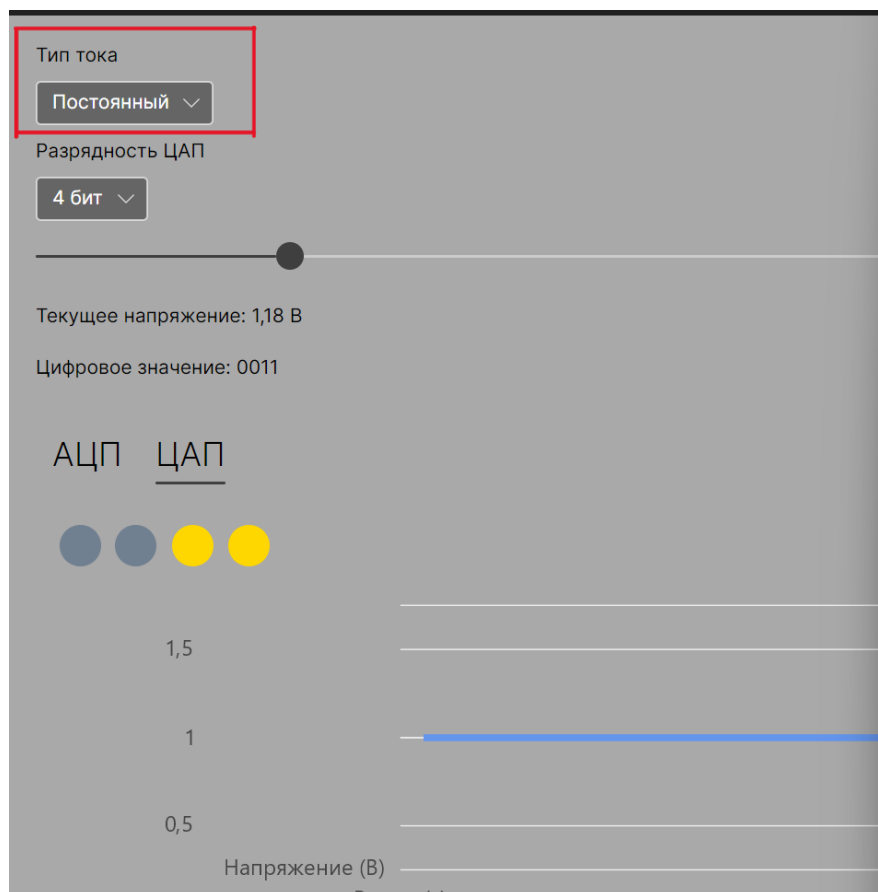 Тип тока
Постоянный
Разрядность ЦАП
4 бит
Текущее напряжение: 1,18 В
Цифровое значение: 0011
АЦП ЦАП
1,5
1
0,5
Напряжение (В)